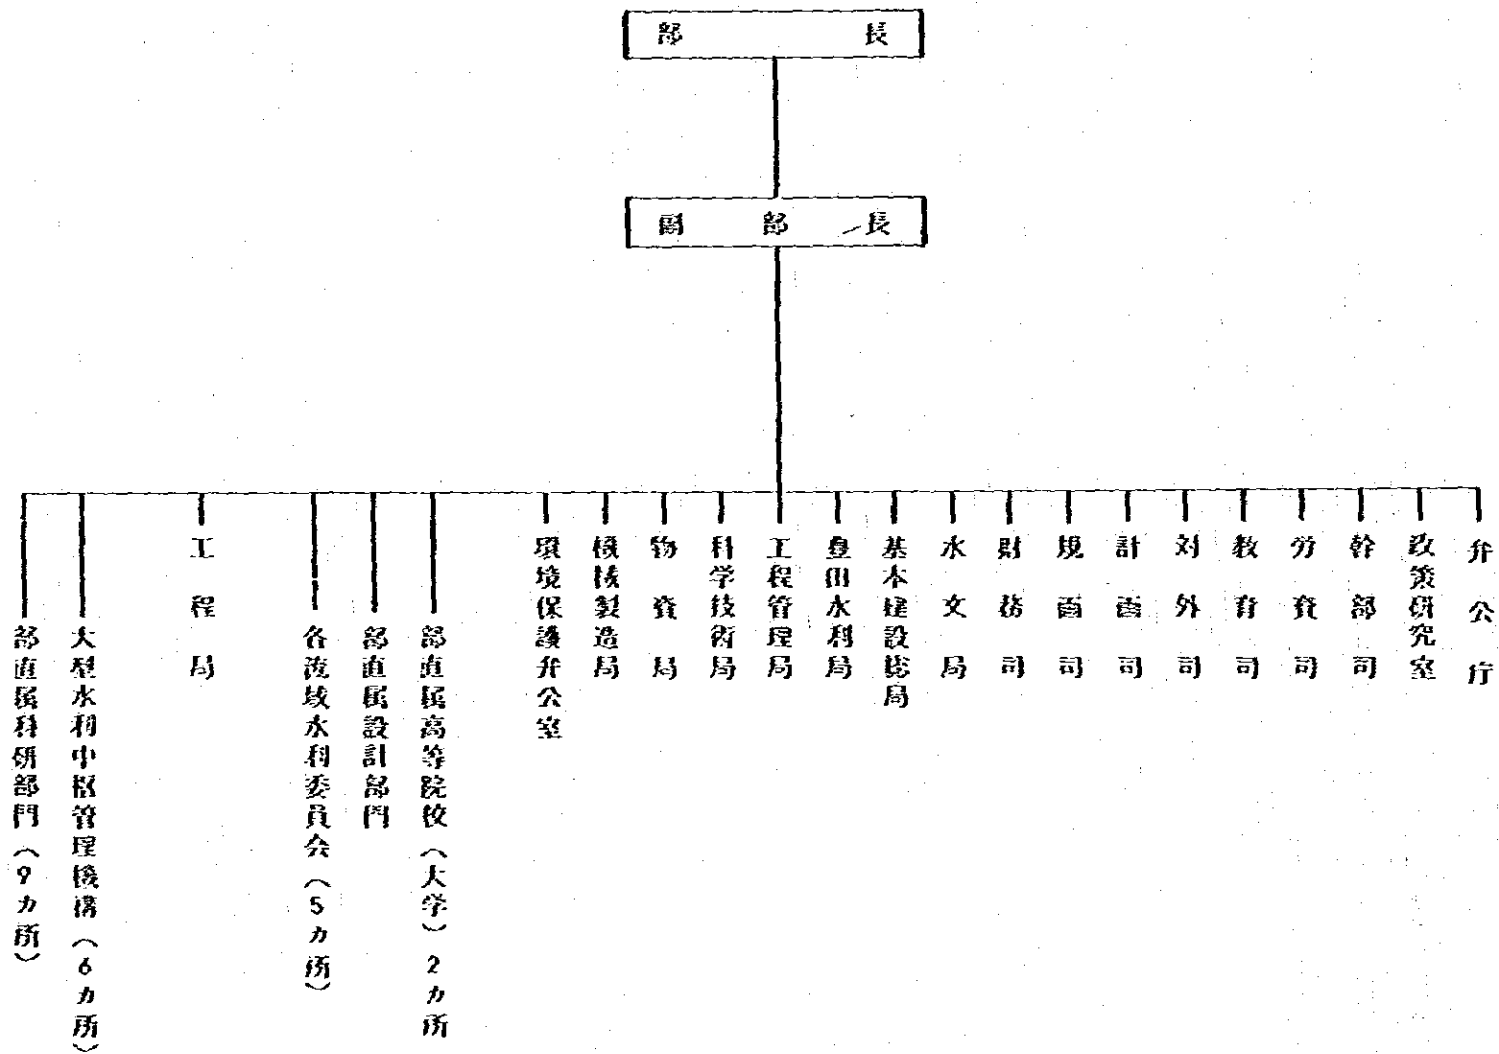 部長
副部長
弁公庁
政策研究室
幹部司
労資司
教育司
対外司
計画司
規画司
財務司
水文局
基本建設総局
農田水利局
工程管理局
科学技術局
物資局
機械製造局
環境保護弁公室
部直属高等院校（大学）2カ所
部直属設計部門
各流域水利委員会（5カ所）
工程局
大型水利中枢管理機構（6カ所）
部直属科研部門（9カ所）